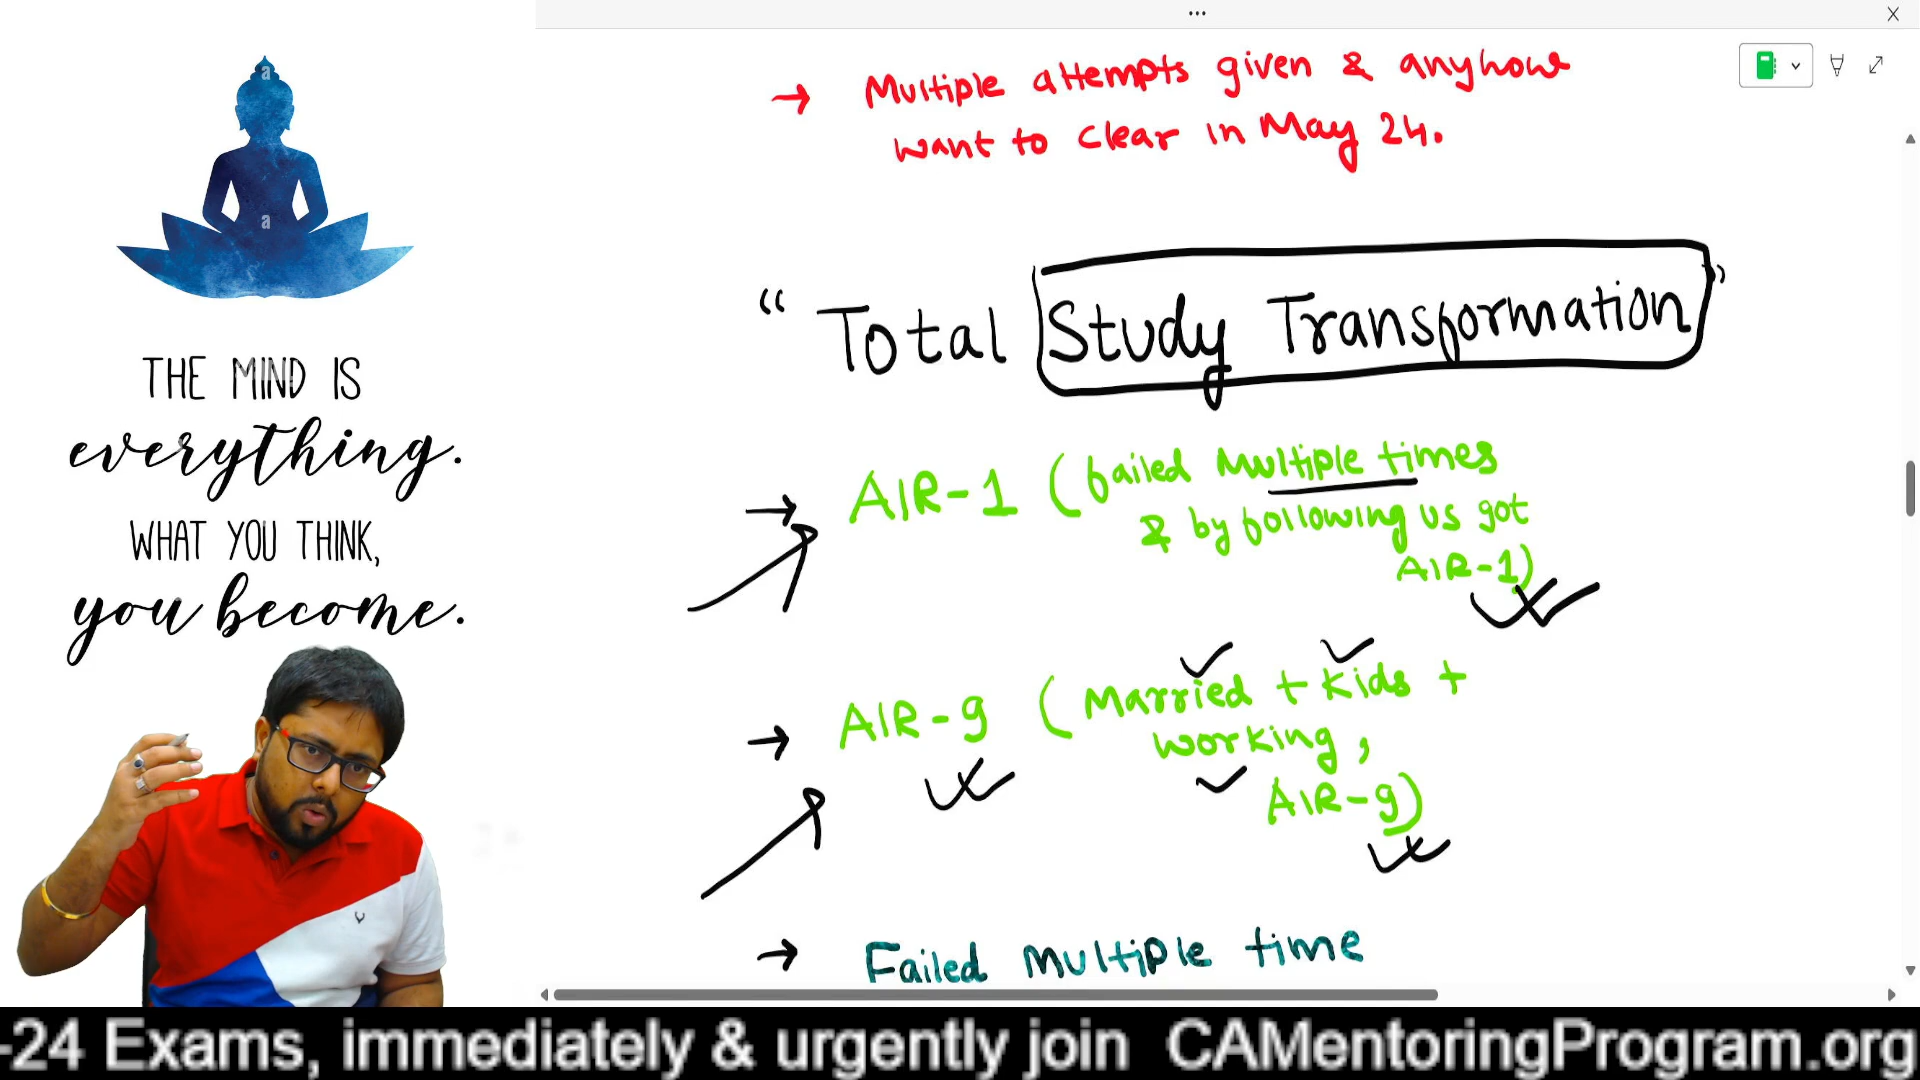 a
a
THE MIND IS
everything.
WHAT YOU THINK,
you become.
...
X
→ Multiple attempts given & anyhow
want to clear in May 24.
"Total Study Transformation"
→ AIR-1 (failed multiple times
& by following us got
AIR-1)
→ AIR-9 (Married + Kids +
working,
AIR-9)
→ Failed multiple time
-24 Exams, immediately & urgently join CAMentoringProgram.org